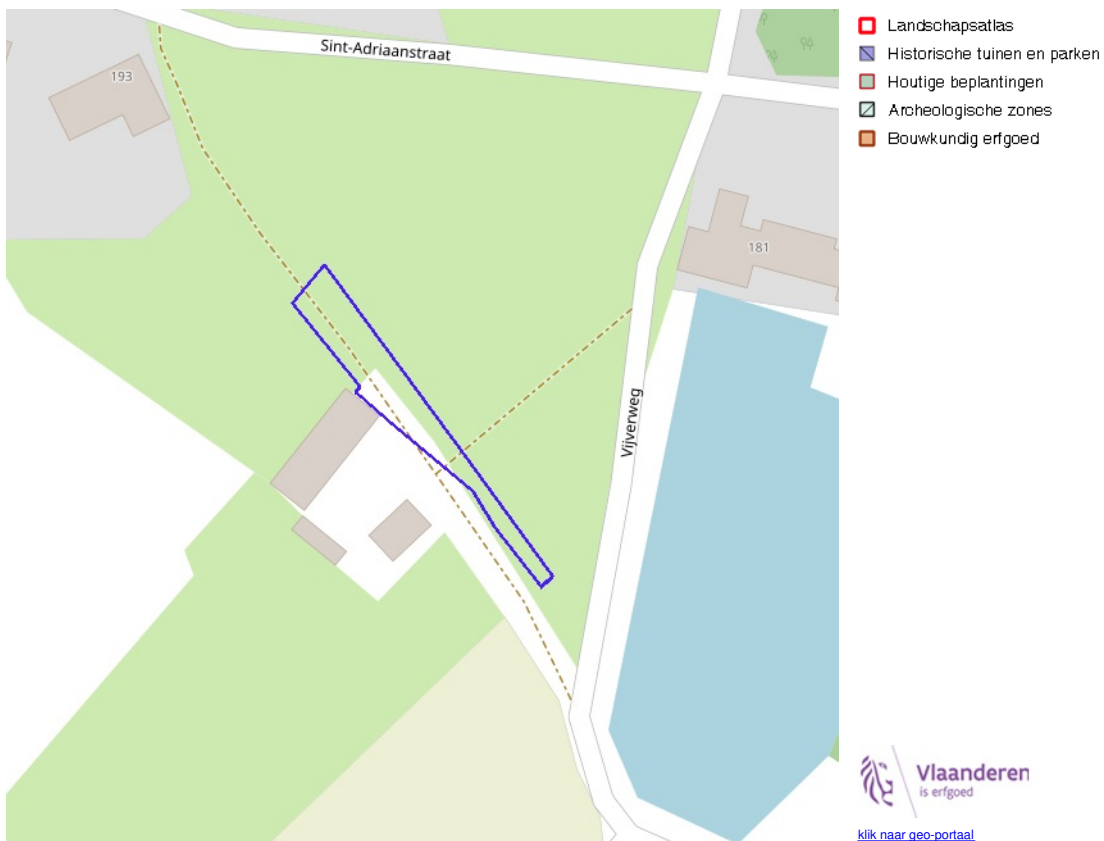 Sint-Adriaanstraat
193
181
Vijverweg
Landschapsatlas
Historische tuinen en parken
Houtige beplantingen
Archeologische zones
Bouwkundig erfgoed
Vlaanderen
is erfgoed
klik naar geo-portaal